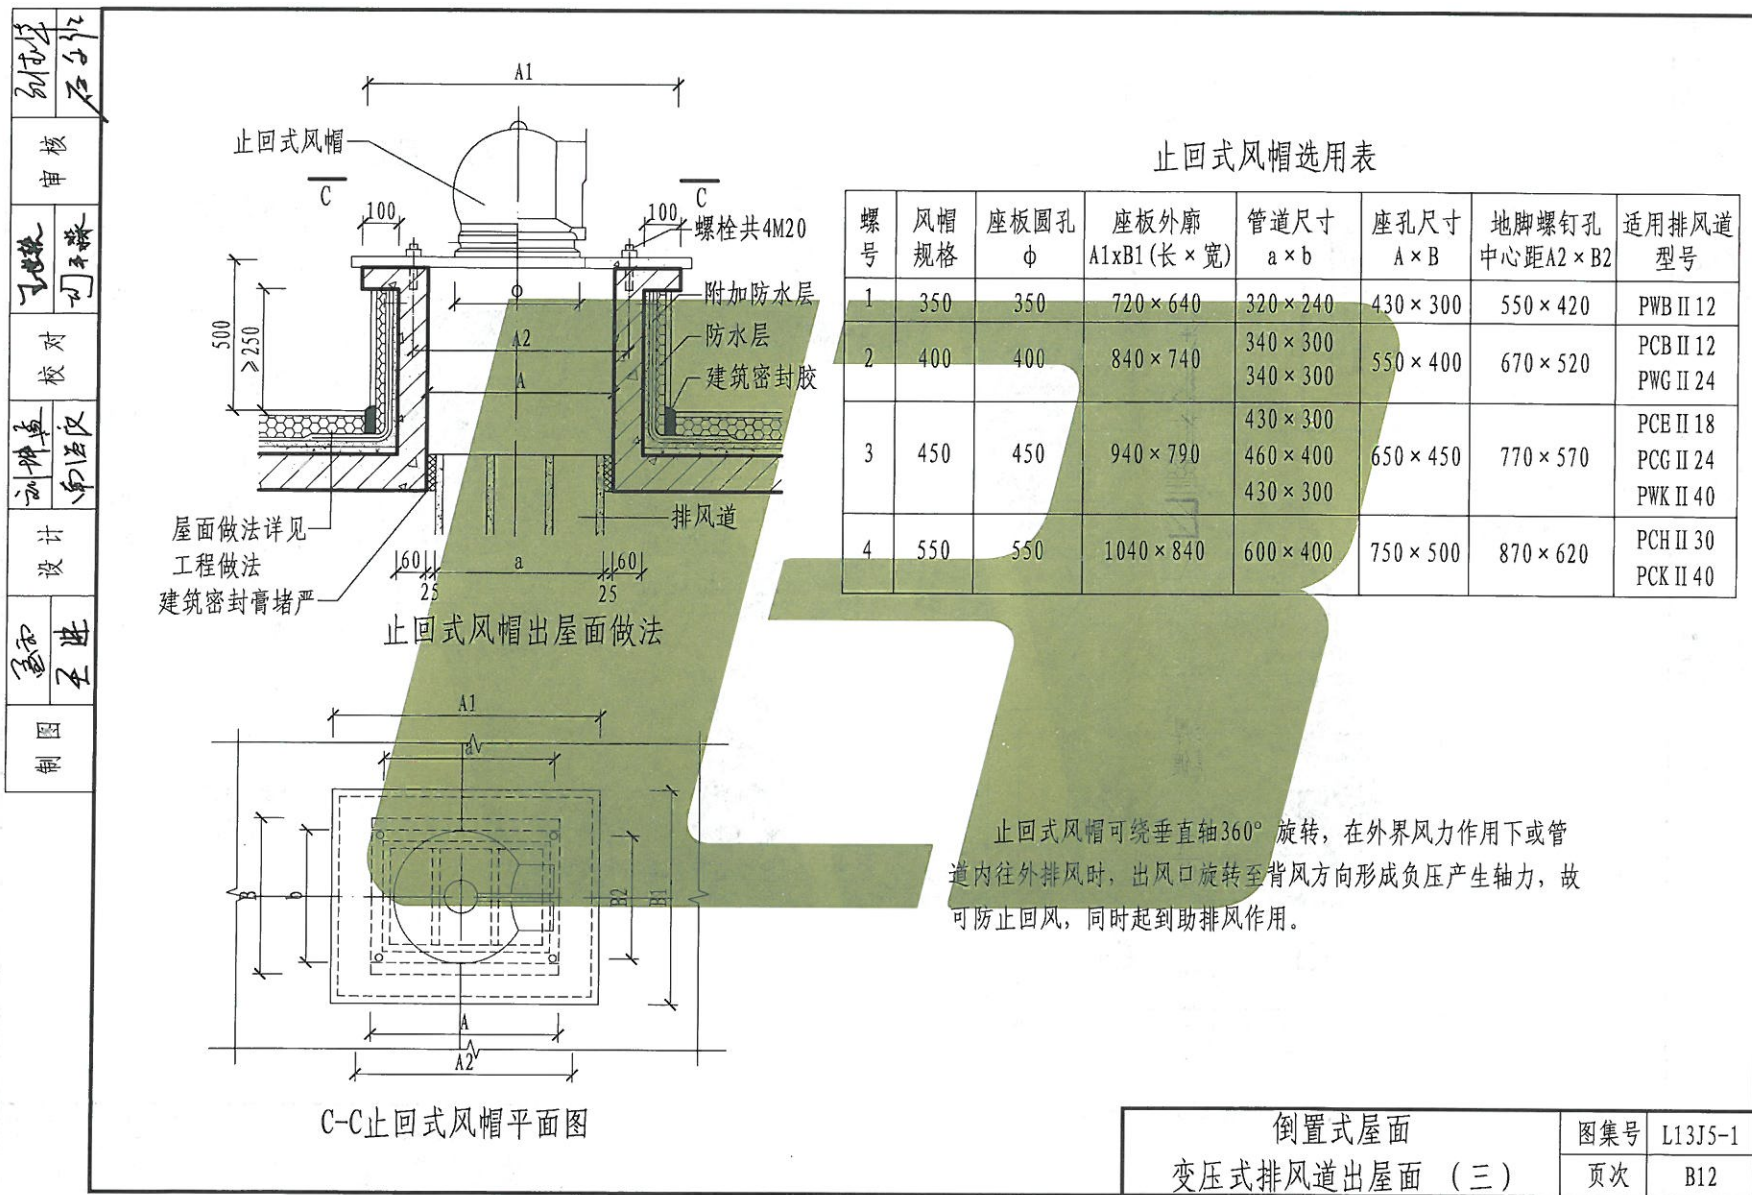 审核
校对
设计
制图
A1
止回式风帽
C
C
100
100
螺栓共4M20
附加防水层
防水层
建筑密封胶
500
≥250
A2
A
屋面做法详见
工程做法
建筑密封膏堵严
排风道
60
a
60
25
25
止回式风帽出屋面做法
A1
a
B
b
B2
B1
A
A2
C-C止回式风帽平面图
止回式风帽选用表
螺号 风帽规格 座板圆孔φ 座板外廓A1xB1(长×宽) 管道尺寸a×b 座孔尺寸A×B 地脚螺钉孔中心距A2×B2 适用排风道型号
1 350 350 720×640 320×240 430×300 550×420 PWBⅡ12
2 400 400 840×740 340×300 550×400 670×520 PCBⅡ12
340×300 PWGⅡ24
3 450 450 940×790 430×300 650×450 770×570 PCEⅡ18
460×400 PCGⅡ24
430×300 PWKⅡ40
4 550 550 1040×840 600×400 750×500 870×620 PCHⅡ30
PCKⅡ40
止回式风帽可绕垂直轴360°旋转，在外界风力作用下或管
道内往外排风时，出风口旋转至背风方向形成负压产生轴力，故
可防止回风，同时起到助排风作用。
倒置式屋面
变压式排风道出屋面（三）
图集号 L13J5-1
页次 B12